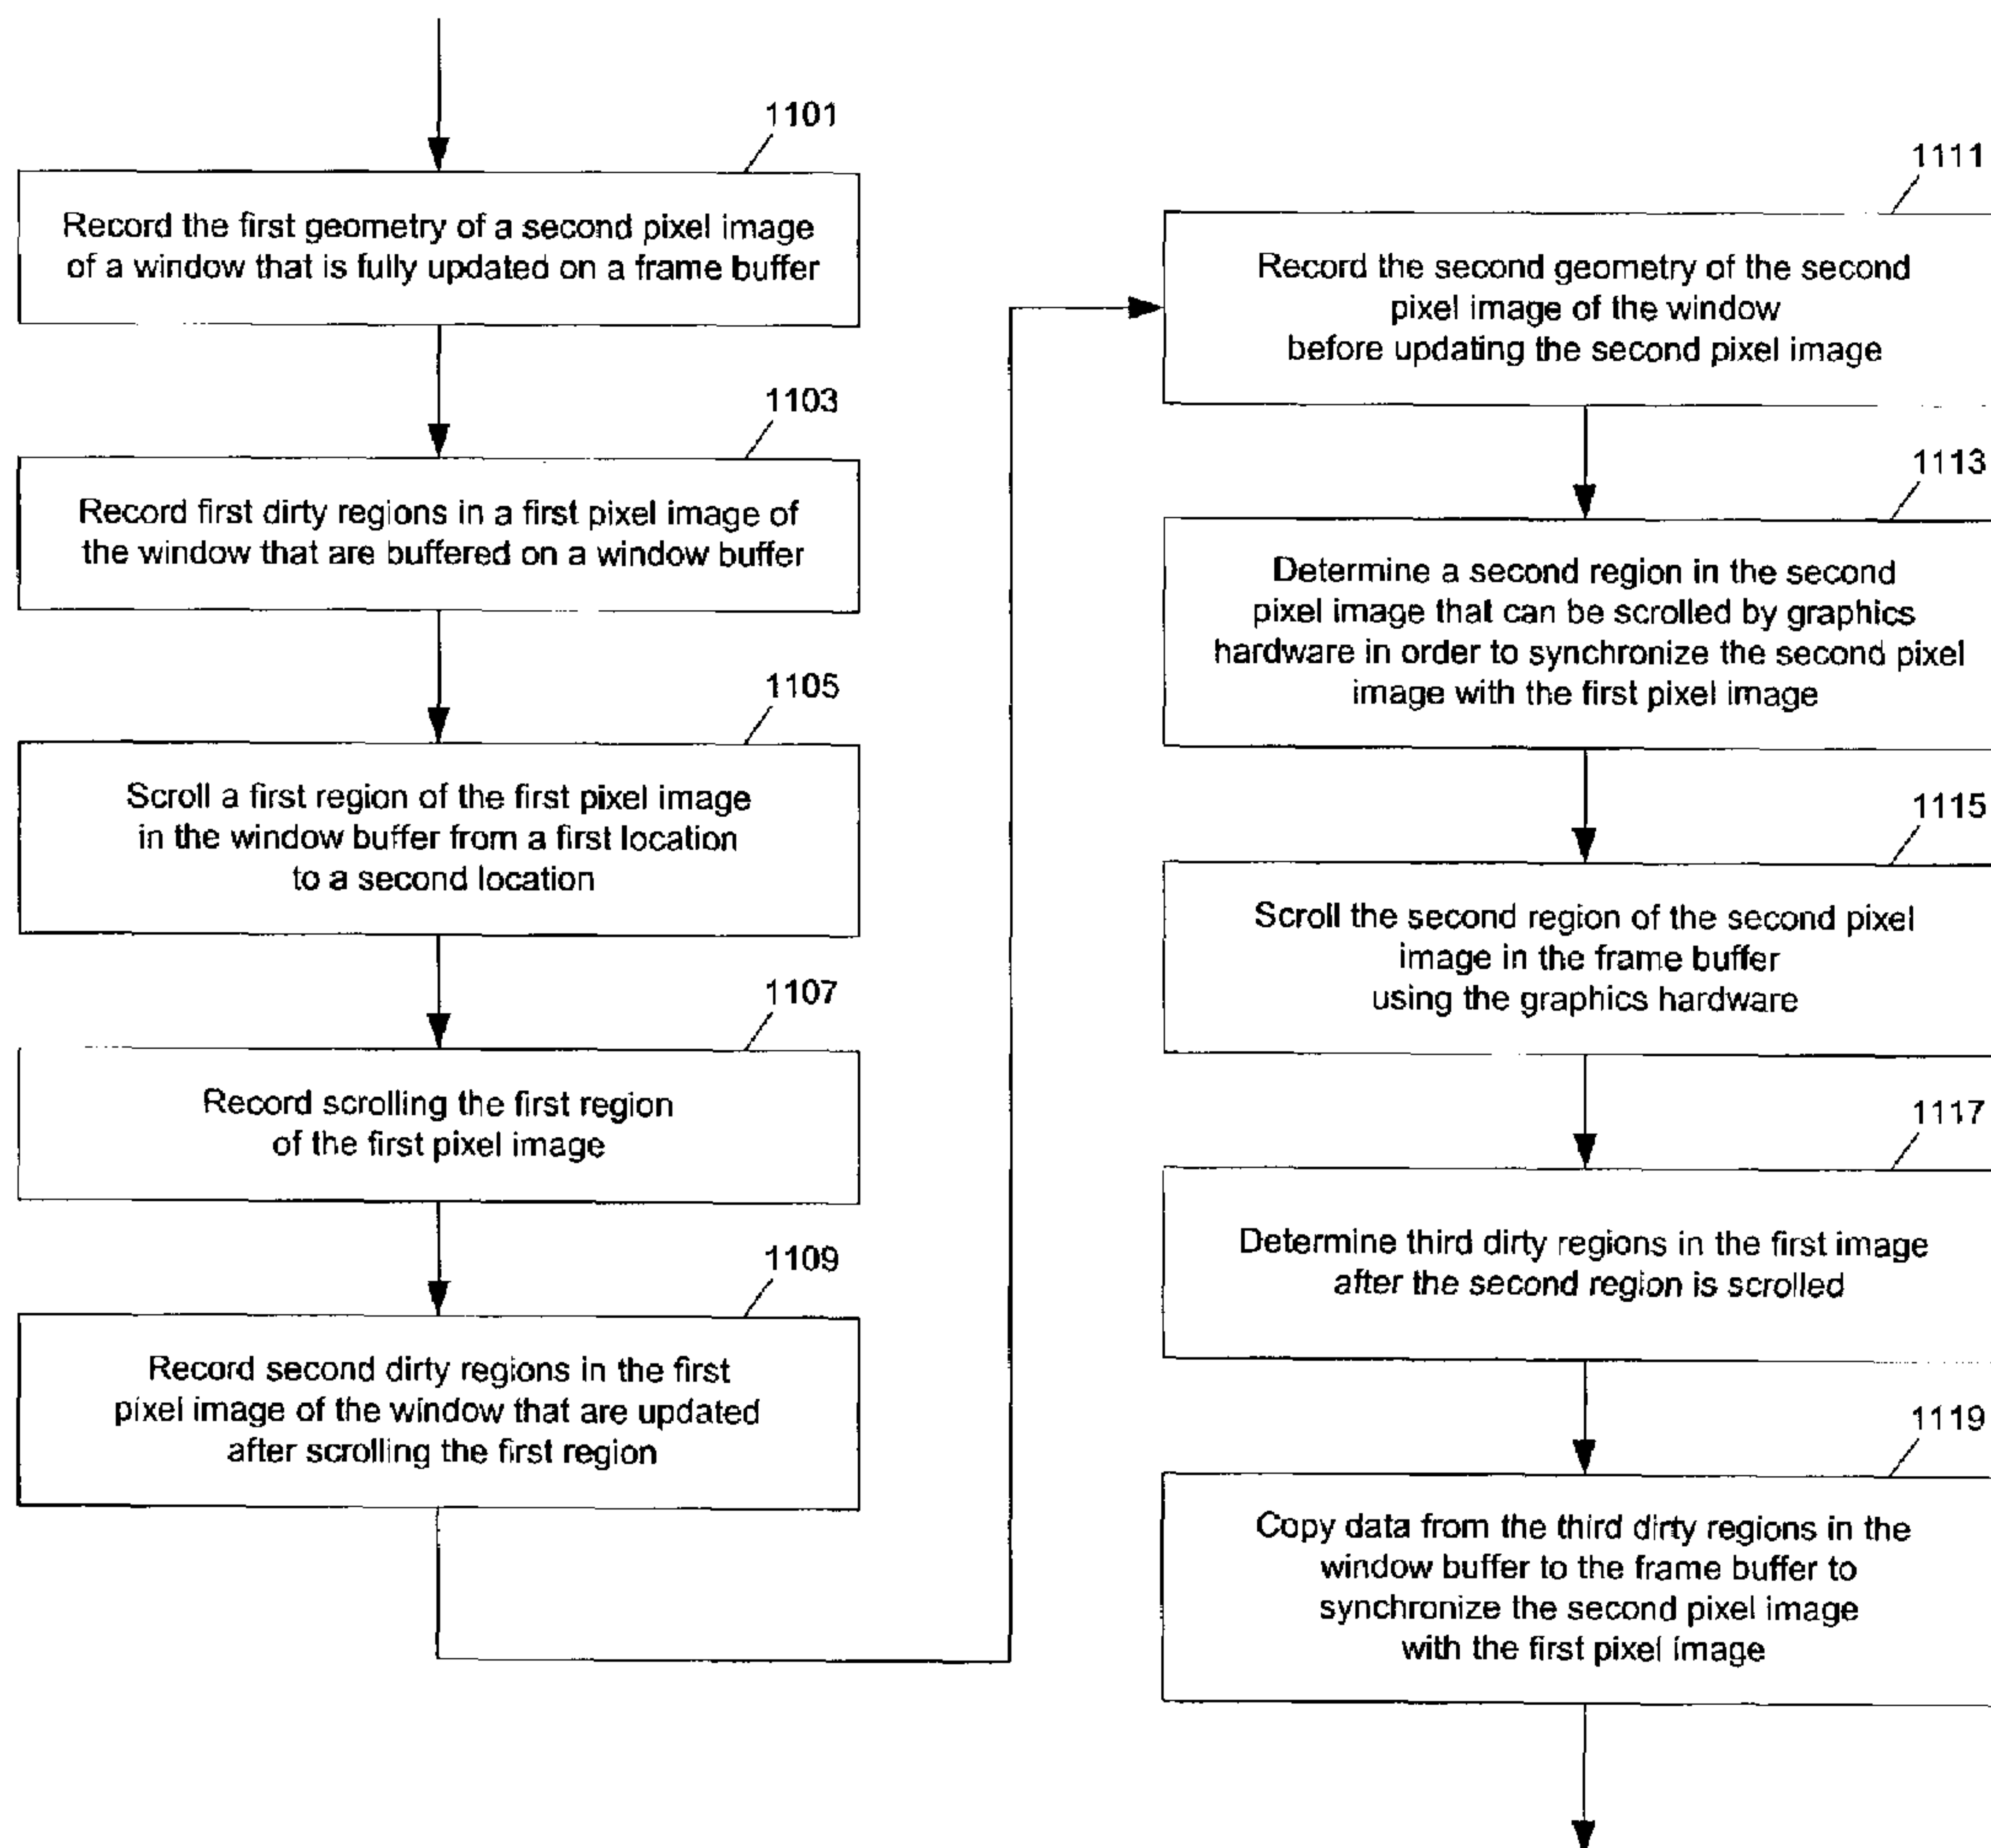 1101
Record the first geometry of a second pixel image
of a window that is fully updated on a frame buffer
1103
Record first dirty regions in a first pixel image of
the window that are buffered on a window buffer
1105
Scroll a first region of the first pixel image
in the window buffer from a first location
to a second location
1107
Record scrolling the first region
of the first pixel image
1109
Record second dirty regions in the first
pixel image of the window that are updated
after scrolling the first region
1111
Record the second geometry of the second
pixel image of the window
before updating the second pixel image
1113
Determine a second region in the second
pixel image that can be scrolled by graphics
hardware in order to synchronize the second pixel
image with the first pixel image
1115
Scroll the second region of the second pixel
image in the frame buffer
using the graphics hardware
1117
Determine third dirty regions in the first image
after the second region is scrolled
1119
Copy data from the third dirty regions in the
window buffer to the frame buffer to
synchronize the second pixel image
with the first pixel image